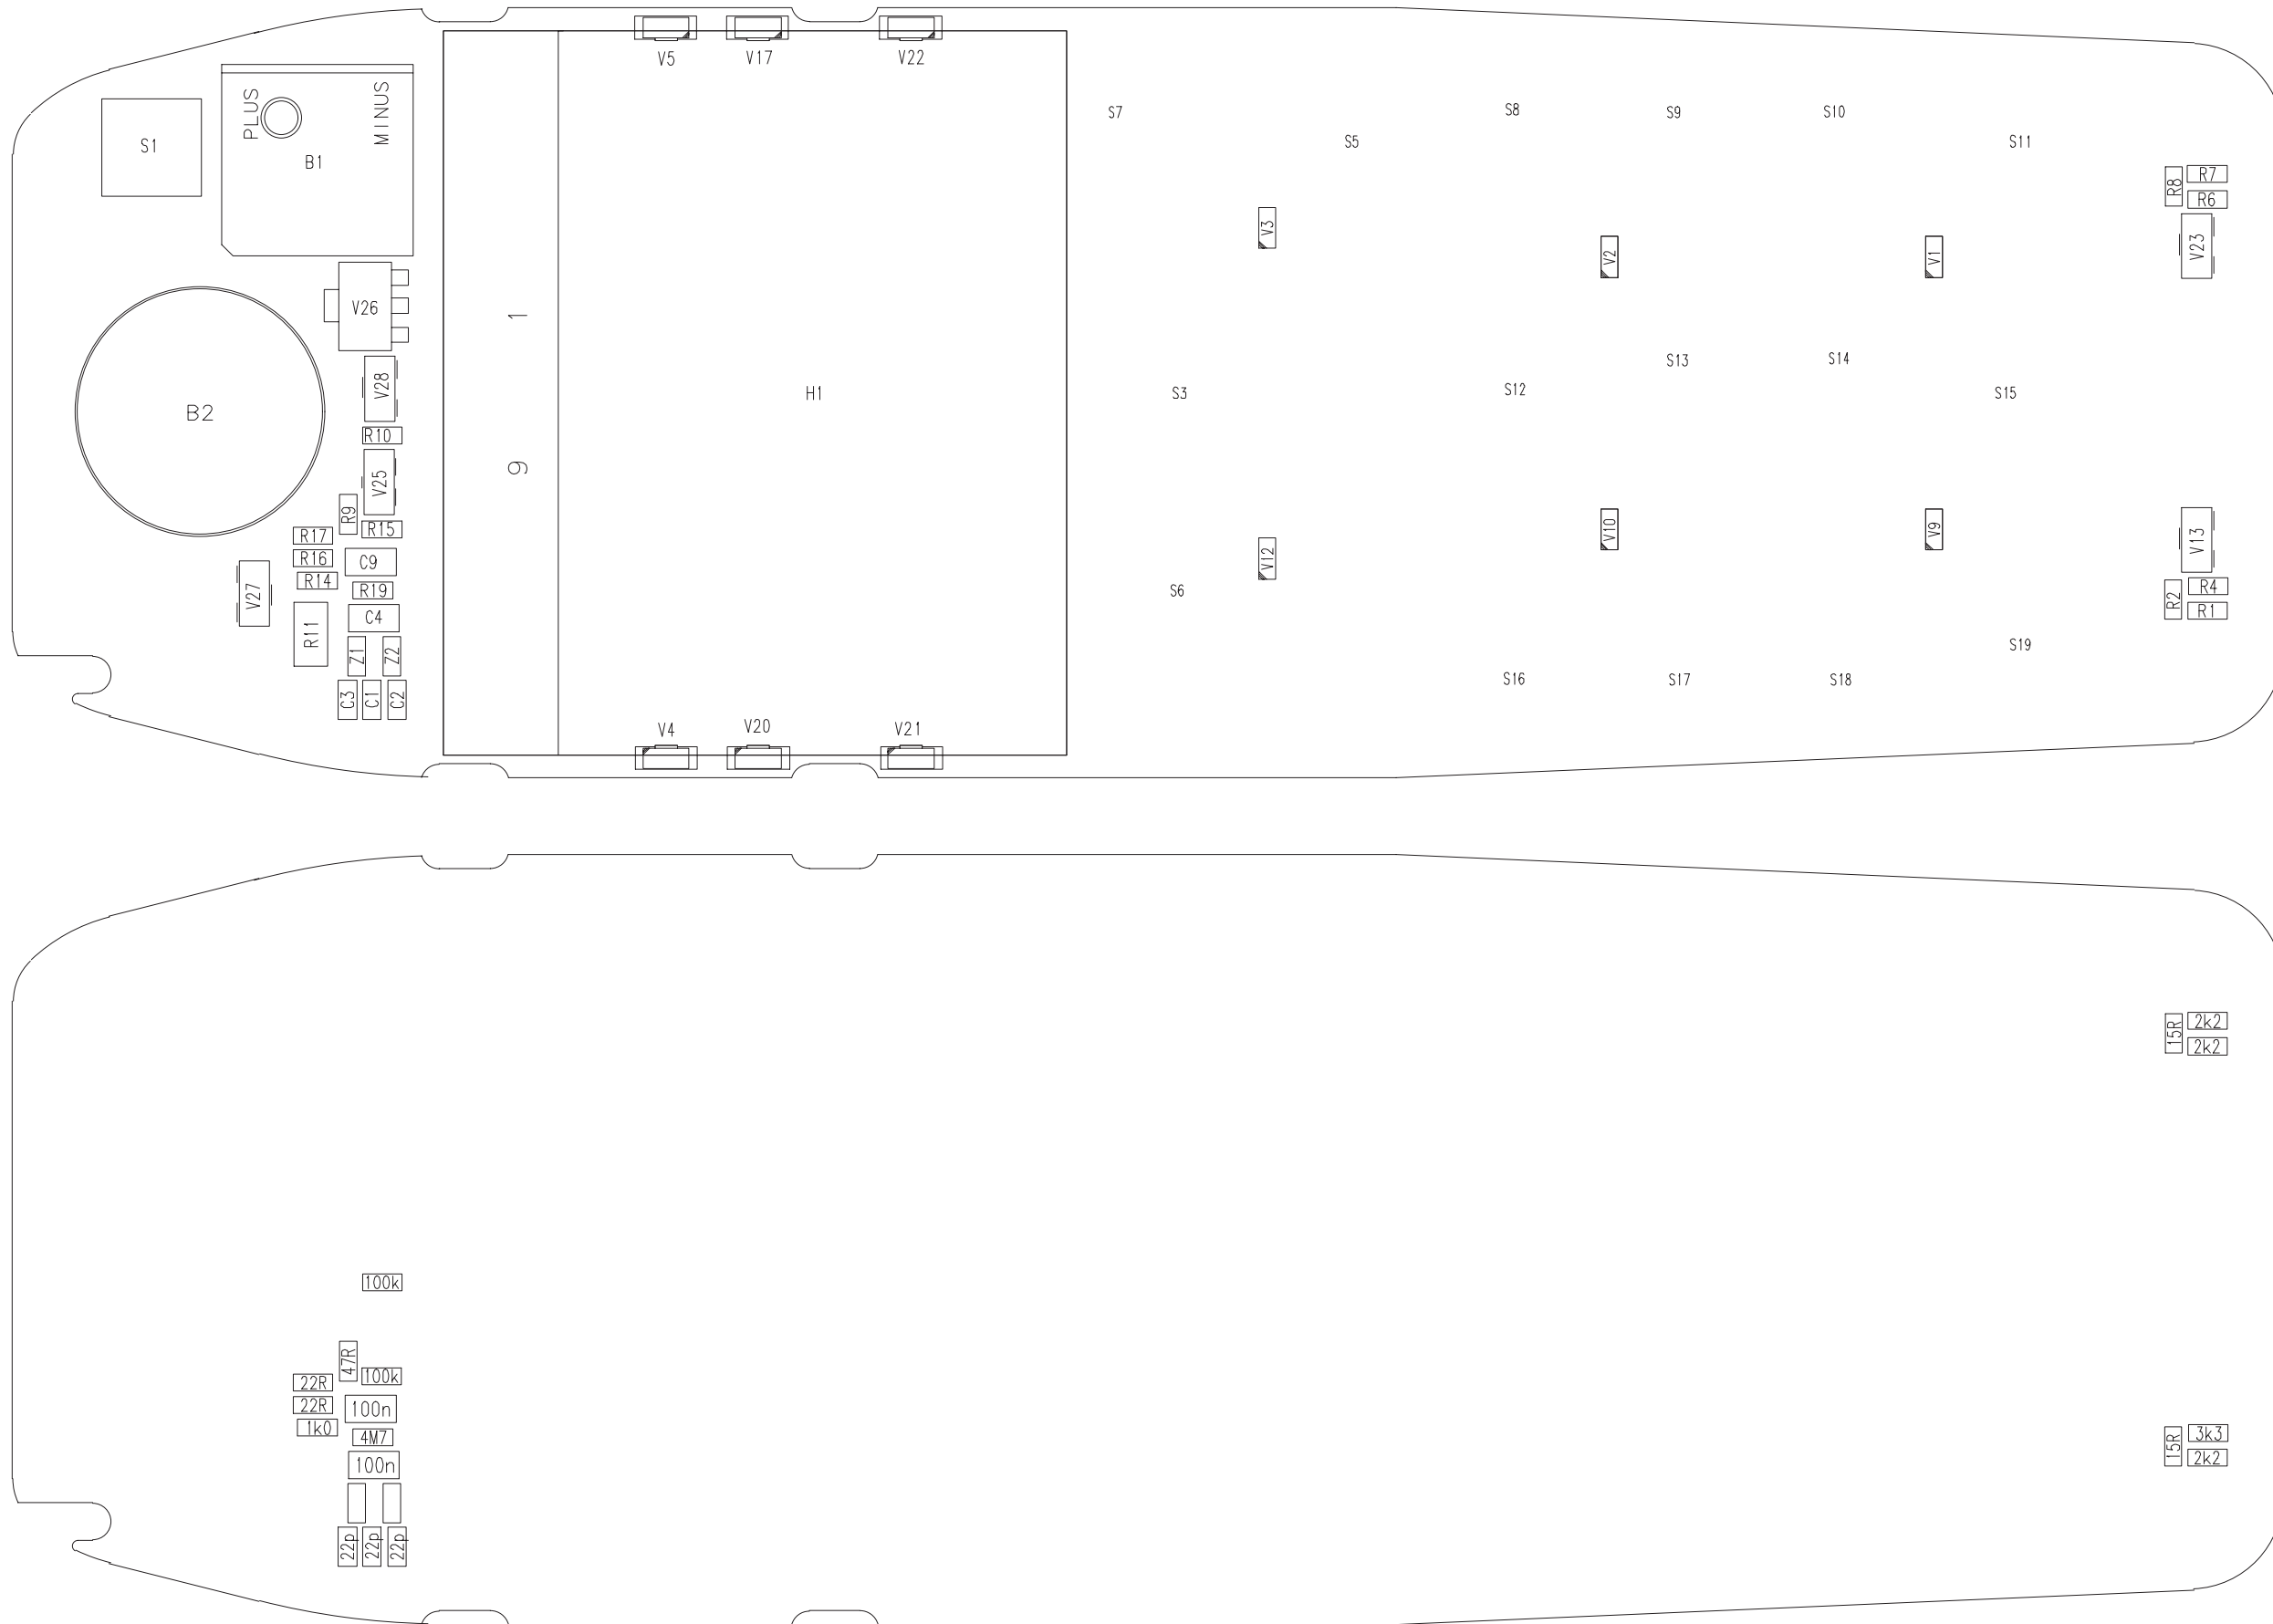 V5 V17 V22
PLUS
MINUS
S1
B1
S7
S8
S9
S10
S5
S11
R8
R7
R6
V3
V2
V1
V23
V26
1
V28
S13
S14
B2
H1
S3
S12
S15
R10
9
V25
R9
R15
V10
V9
V13
R17
R16
C9
V12
R14
R19
S6
R2
R4
R1
V27
C4
R11
Z1
Z2
S19
S16
S17
S18
C3
C1
C2
V4
V20
V21
15R
2k2
2k2
100k
47R
100k
22R
22R
100n
1k0
4M7
100n
15R
3k3
2k2
22p
22p
22p